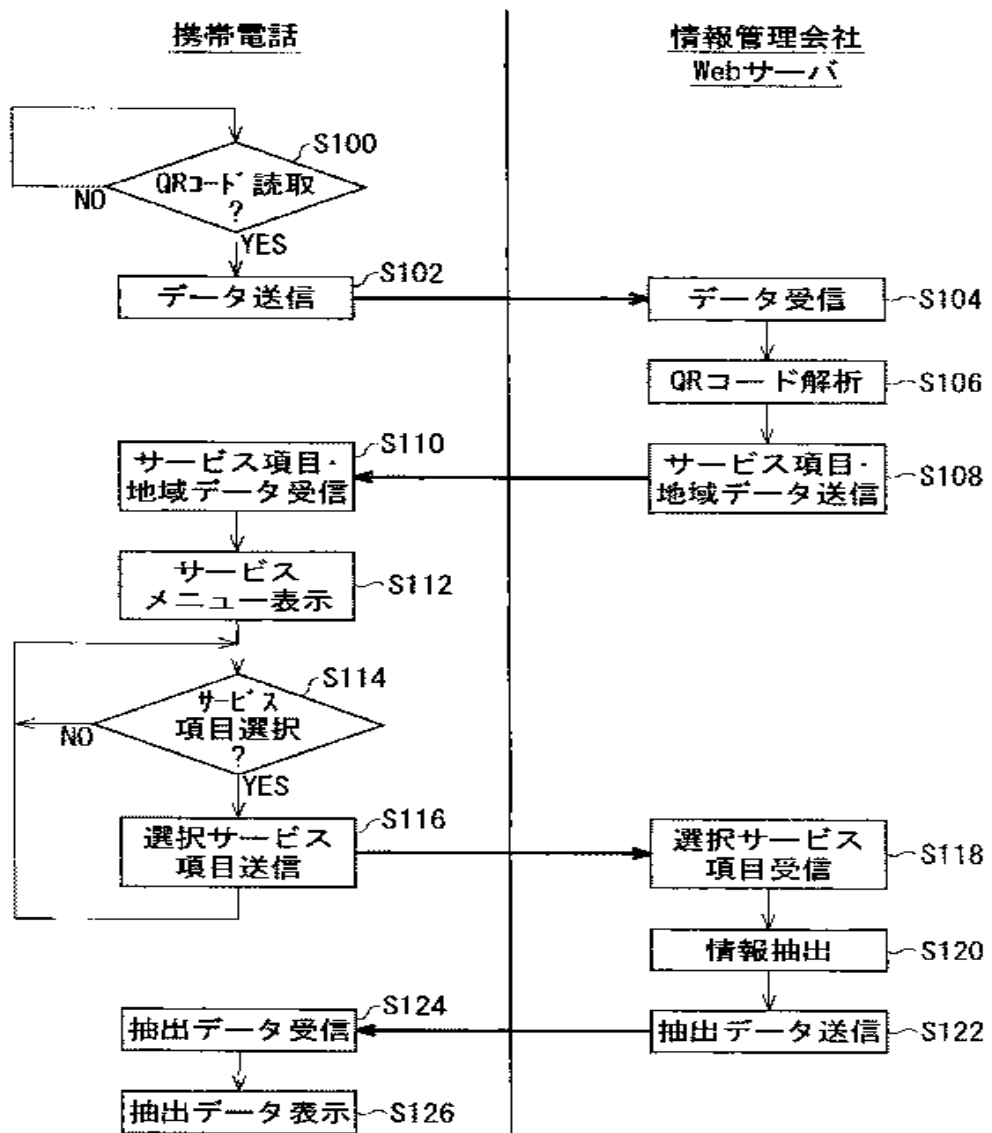 携帯電話
情報管理会社
Webサーバ
S100
QRコード読取
?
NO
YES
データ送信
S102
データ受信
S104
QRコード解析
S106
サービス項目・
地域データ送信
S108
S110
サービス項目・
地域データ受信
サービス
メニュー表示
S112
S114
サービス
項目選択
?
NO
YES
S116
選択サービス
項目送信
選択サービス
項目受信
S118
情報抽出
S120
抽出データ送信
S122
S124
抽出データ受信
抽出データ表示
S126